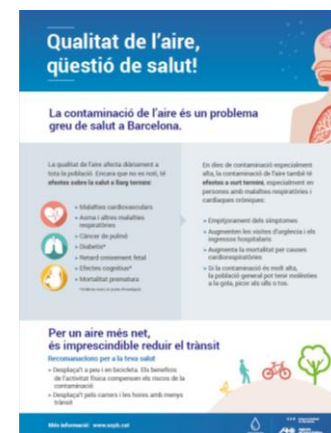 Qualitat de l'aire,
qüestió de salut!
La contaminació de l'aire és un problema
greu de salut a Barcelona.
La qualitat de l'aire afecta diàriament a
tota la població. Encara que no es noti, té
efectes sobre la salut a llarg termini:
» Malalties cardiovasculars
» Asma i altres malalties
respiratòries
» Càncer de pulmó
» Diabetis*
» Retard creixement fetal
» Efectes cognitius*
» Mortalitat prematura
En dies de contaminació especialment
alta, la contaminació de l'aire també té
efectes a curt termini, especialment en
persones amb malalties respiratòries i
cardíaques cròniques:
» Empitjorament dels símptomes
» Augmenten les visites d'urgència i els
ingressos hospitalaris
» Augmenta la mortalitat per causes
cardiorespiratòries
» Si la contaminació és molt alta,
la població general pot tenir molèsties
a la gola, picor als ulls o tos.
Per un aire més net,
és imprescindible reduir el trànsit
Recomanacions per a la teva salut
» Desplaça't a peu i en bicicleta. Els beneficis
de l'activitat física compensen els riscos de la
contaminació
» Desplaça't pels carrers i les hores amb menys
trànsit
Més informació: www.aspb.cat